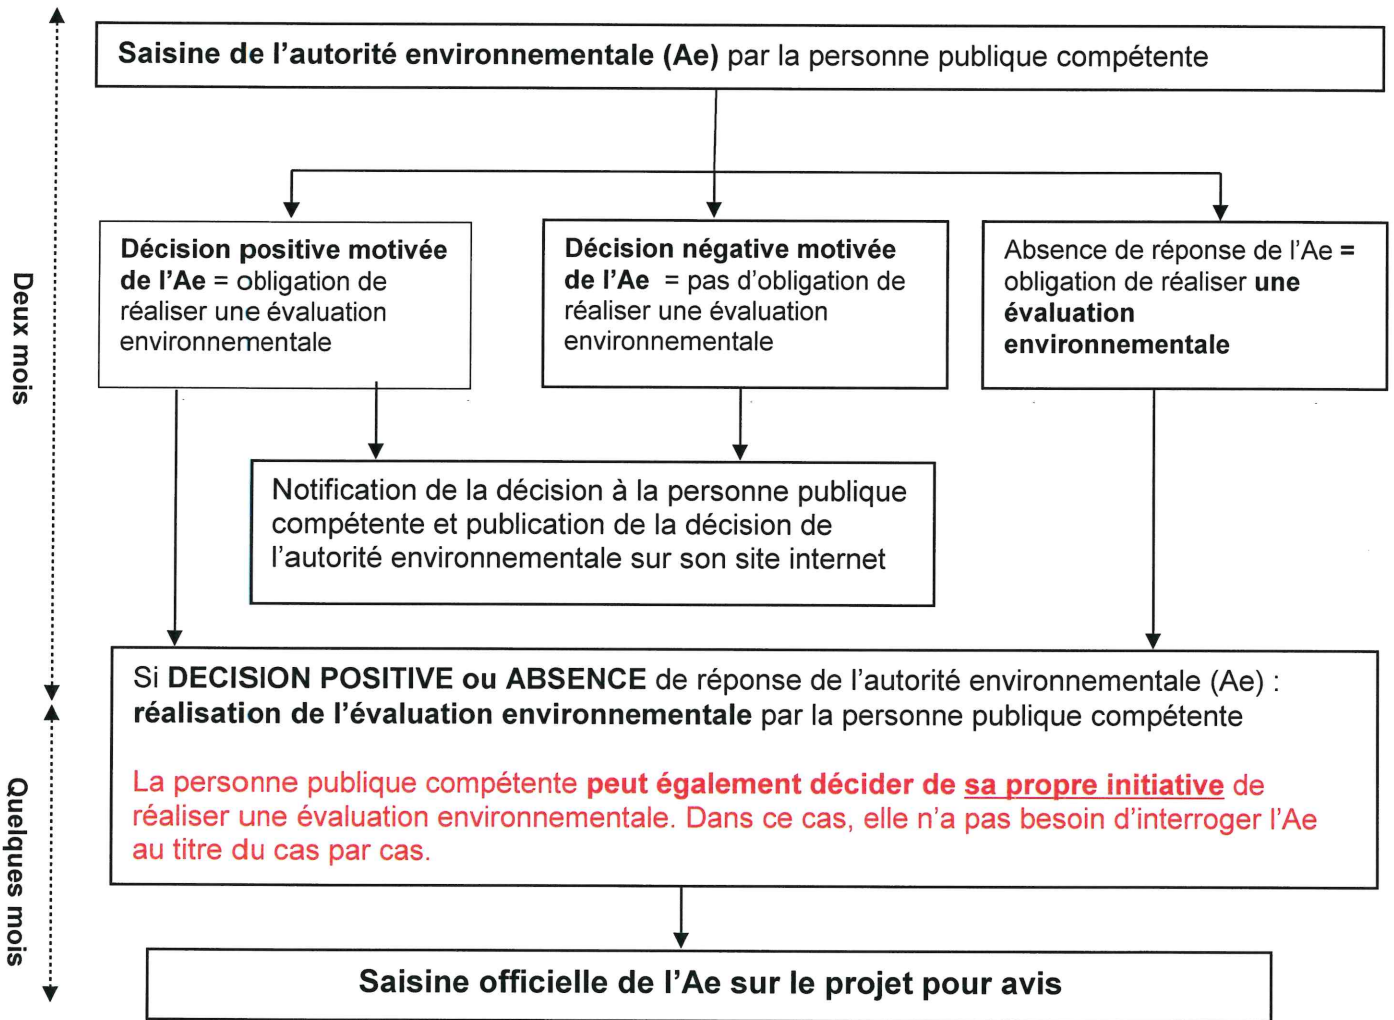 Saisine de l'autorité environnementale (Ae) par la personne publique compétente
Décision positive motivée
de l'Ae = obligation de
réaliser une évaluation
environnementale
Décision négative motivée
de l'Ae = pas d'obligation de
réaliser une évaluation
environnementale
Absence de réponse de l'Ae =
obligation de réaliser une
évaluation
environnementale
Deux mois
Notification de la décision à la personne publique
compétente et publication de la décision de
l'autorité environnementale sur son site internet
Si DECISION POSITIVE ou ABSENCE de réponse de l'autorité environnementale (Ae) :
réalisation de l'évaluation environnementale par la personne publique compétente
La personne publique compétente peut également décider de sa propre initiative de
réaliser une évaluation environnementale. Dans ce cas, elle n'a pas besoin d'interroger l'Ae
au titre du cas par cas.
Quelques mois
Saisine officielle de l'Ae sur le projet pour avis